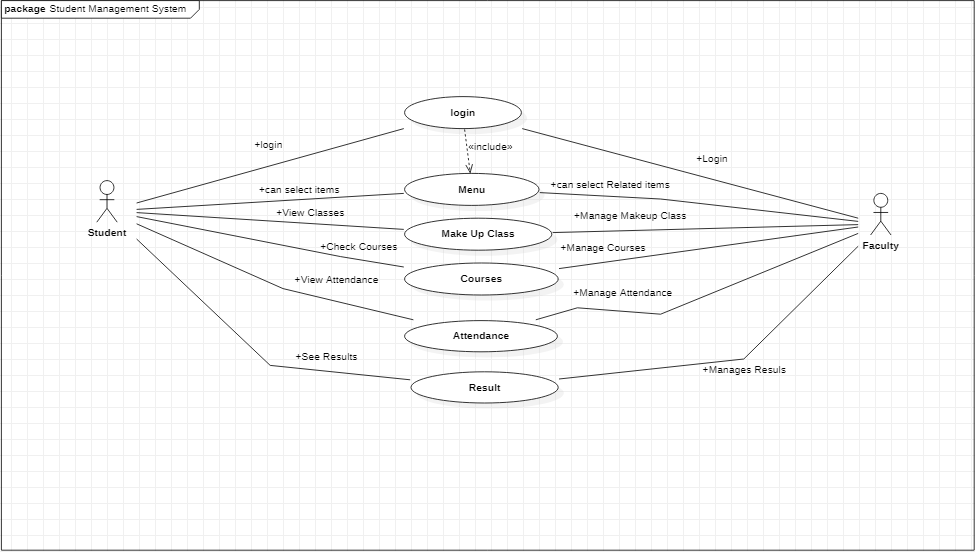 package Student Management System
login
+login
«include»
+Login
+can select items
Menu
+can select Related items
+View Classes
+Manage Makeup Class
Student
Make Up Class
Faculty
+Check Courses
+Manage Courses
Courses
+View Attendance
+Manage Attendance
Attendance
+See Results
+Manages Resuls
Result